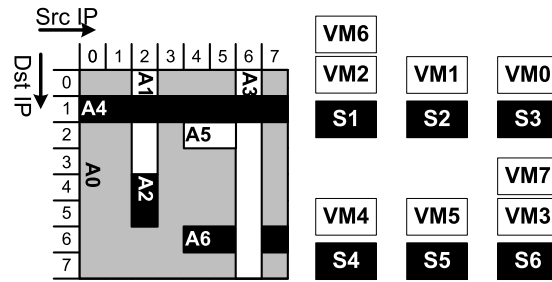 Src IP
Dst IP
0 1 2 3 4 5 6 7
0
1
2
3
4
5
6
7
A1
A3
A4
A5
A0
A2
A6
VM6
VM2 VM1 VM0
S1 S2 S3
VM7
VM4 VM5 VM3
S4 S5 S6